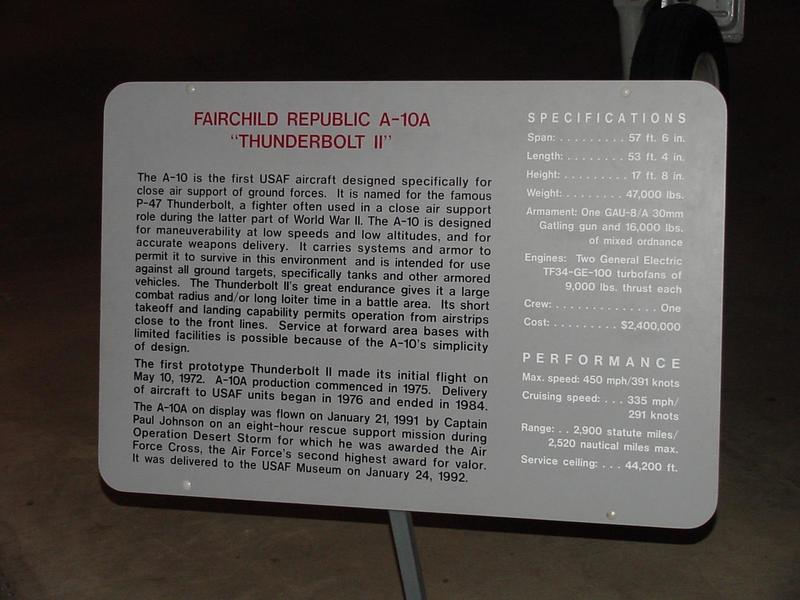 FAIRCHILD REPUBLIC A-10A
"THUNDERBOLT II"
The A-10 is the first USAF aircraft designed specifically for
close air support of ground forces. It is named for the famous
P-47 Thunderbolt, a fighter often used in a close air support
role during the latter part of World War II. The A-10 is designed
for maneuverability at low speeds and low altitudes, and for
accurate weapons delivery. It carries systems and armor to
permit it to survive in this environment and is intended for use
against all ground targets, specifically tanks and other armored
vehicles. The Thunderbolt II's great endurance gives it a large
combat radius and/or long loiter time in a battle area. Its short
takeoff and landing capability permits operation from airstrips
close to the front lines. Service at forward area bases with
limited facilities is possible because of the A-10's simplicity
of design.
The first prototype Thunderbolt II made its initial flight on
May 10, 1972. A-10A production commenced in 1975. Delivery
of aircraft to USAF units began in 1976 and ended in 1984.
The A-10A on display was flown on January 21, 1991 by Captain
Paul Johnson on an eight-hour rescue support mission during
Operation Desert Storm for which he was awarded the Air
Force Cross, the Air Force's second highest award for valor.
It was delivered to the USAF Museum on January 24, 1992.
SPECIFICATIONS
Span: . . . . . . . . . 57 ft. 6 in.
Length: . . . . . . . 53 ft. 4 in.
Height: . . . . . . . 17 ft. 8 in.
Weight: . . . . . . . . 47,000 lbs.
Armament: One GAU-8/A 30mm
Gatling gun and 16,000 lbs.
of mixed ordnance
Engines: Two General Electric
TF34-GE-100 turbofans of
9,000 lbs. thrust each
Crew: . . . . . . . . . . . . . . One
Cost: . . . . . . . . . . $2,400,000
PERFORMANCE
Max. speed: 450 mph/391 knots
Cruising speed: . . . 335 mph/
291 knots
Range: . . 2,900 statute miles/
2,520 nautical miles max.
Service ceiling: . . . 44,200 ft.